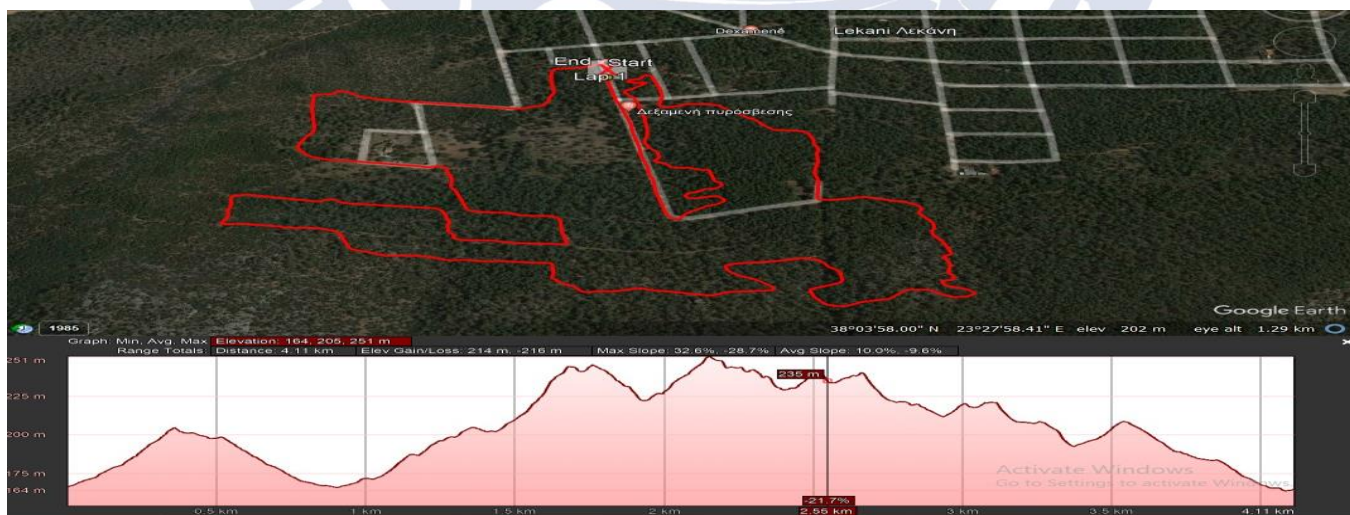 Dexamenė
Lekani Λεκάνη
End Start
Lap 1
Δεξαμενή πυρόσβεσης
Google Earth
1985
38°03'58.00" N 23°27'58.41" E elev 202 m eye alt 1.29 km
Graph: Min, Avg, Max Elevation: 164, 205, 251 m
Range Totals: Distance: 4.11 km Elev Gain/Loss: 214 m, -216 m Max Slope: 32.6%, -28.7% Avg Slope: 10.0%, -9.6%
251 m
235 m
225 m
200 m
175 m
Activate Windows
Go to Settings to activate Windows.
164 m
-21.7%
0.5 km 1 km 1.5 km 2 km 2.56 km 3 km 3.5 km 4.11 km